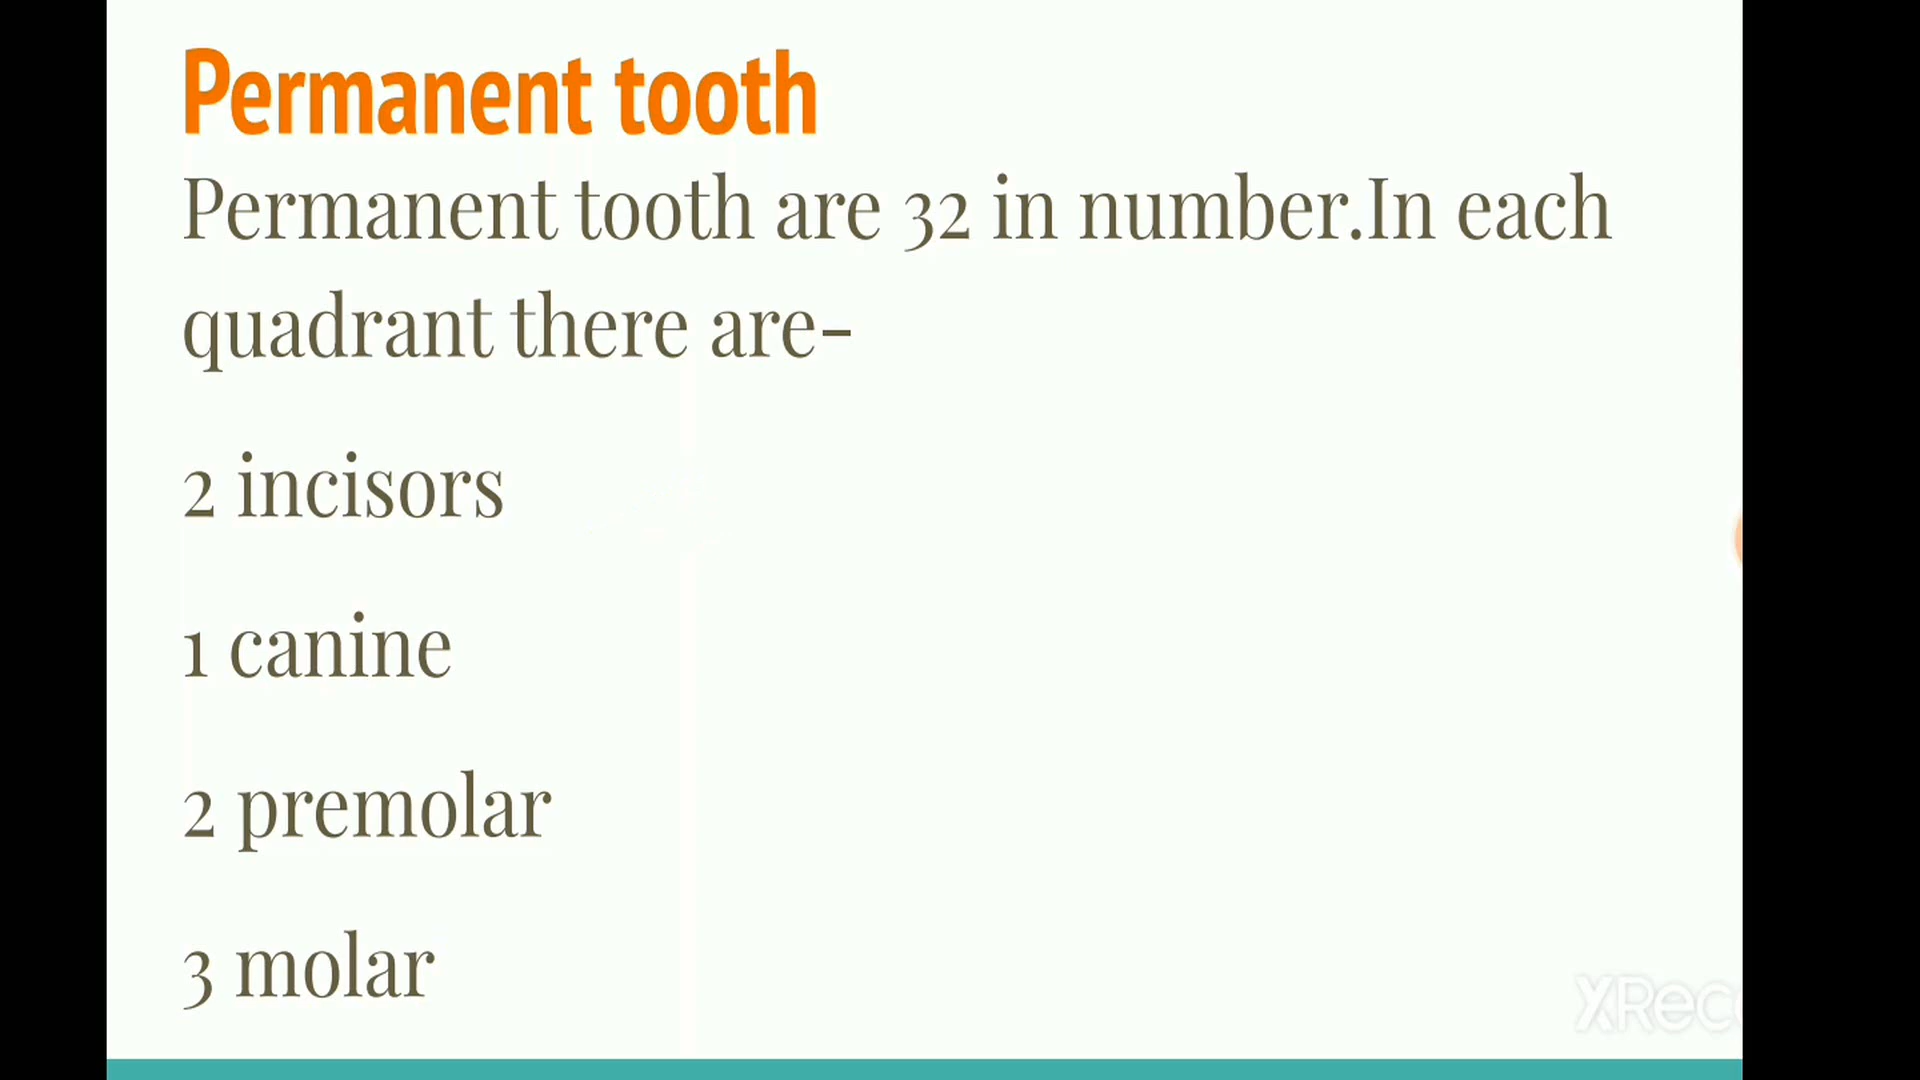 Permanent tooth
Permanent tooth are 32 in number.In each
quadrant there are-
2 incisors
1 canine
2 premolar
3 molar
XRec